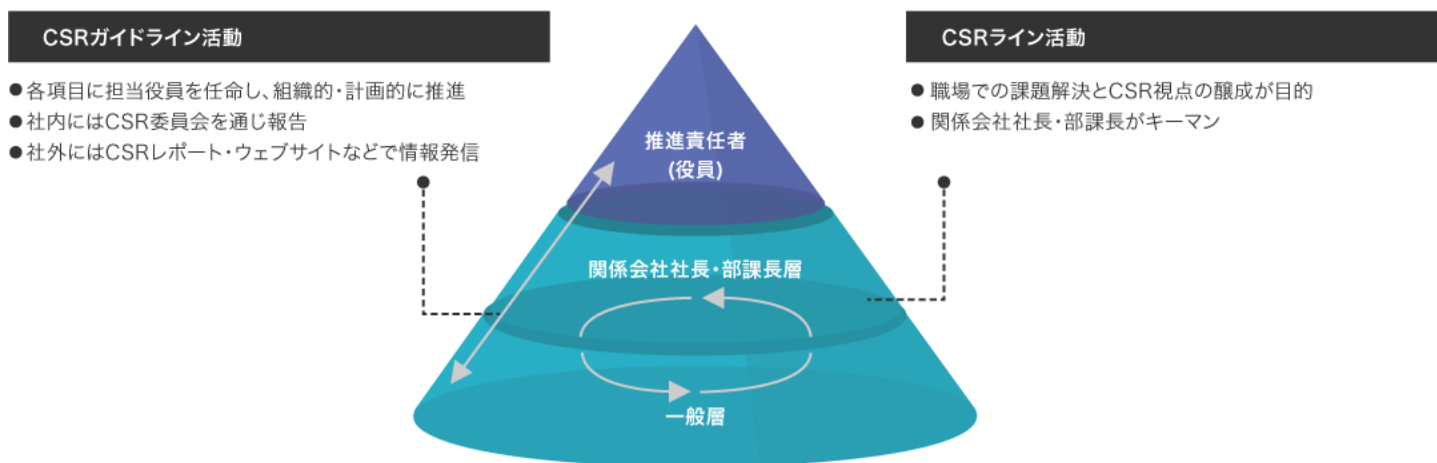 CSRガイドライン活動
●各項目に担当役員を任命し、組織的・計画的に推進
●社内にはCSR委員会を通じ報告
●社外にはCSRレポート・ウェブサイトなどで情報発信
CSRライン活動
●職場での課題解決とCSR視点の醸成が目的
●関係会社社長・部課長がキーマン
推進責任者
(役員)
関係会社社長・部課長層
一般層